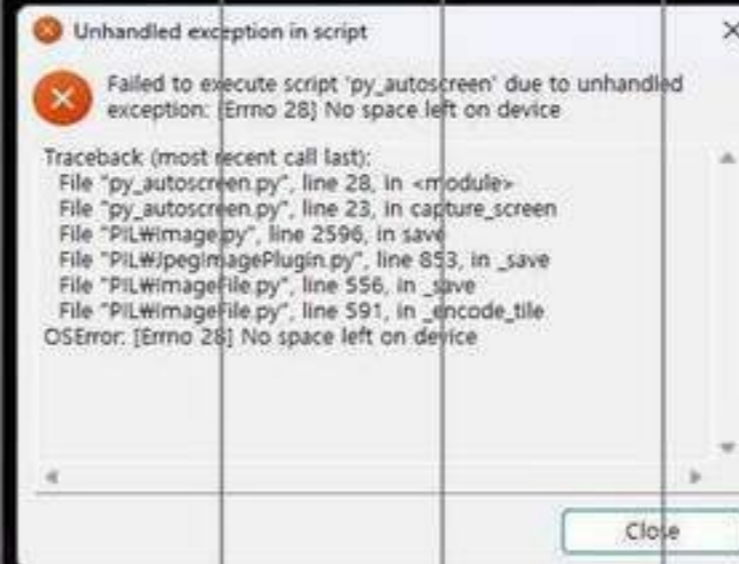 Unhandled exception in script
Failed to execute script 'py_autoscreen' due to unhandled
exception: [Errno 28] No space left on device
Traceback (most recent call last):
File "py_autoscreen.py", line 28, in <module>
File "py_autoscreen.py", line 23, in capture_screen
File "PIL₩Image.py", line 2596, in save
File "PIL₩JpegImagePlugin.py", line 853, in _save
File "PIL₩ImageFile.py", line 556, in _save
File "PIL₩ImageFile.py", line 591, in _encode_tile
OSError: [Errno 28] No space left on device
Close